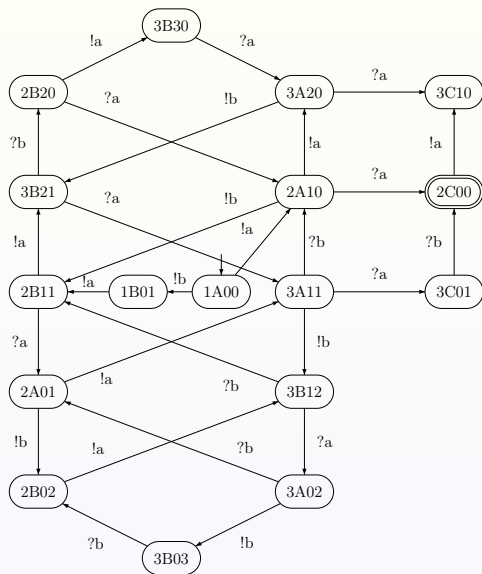 3B30
!a ?a
2B20 3A20 ?a 3C10
?a !b
?b !a !a
3B21 2A10 ?a 2C00
?a !b
!a !a ?b ?b
2B11 !a 1B01 !b 1A00 3A11 ?a 3C01
?a !b
2A01 !a ?b 3B12
!b !a ?b ?a
2B02 3A02
?b !b
3B03